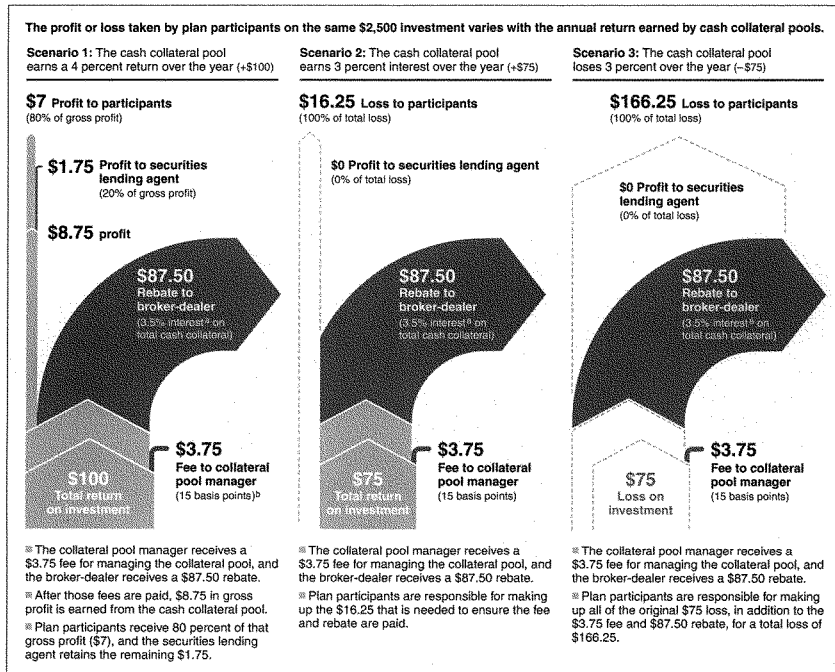 The profit or loss taken by plan participants on the same $2,500 investment varies with the annual return earned by cash collateral pools.
Scenario 1: The cash collateral pool
earns a 4 percent return over the year (+$100)
$7 Profit to participants
(80% of gross profit)
$1.75 Profit to securities
lending agent
(20% of gross profit)
$8.75 profit
$87.50
Rebate to
broker-dealer
(3.5% interest a on
total cash collateral)
$3.75
Fee to collateral
pool manager
(15 basis points)b
$100
Total return
on investment
※ The collateral pool manager receives a
$3.75 fee for managing the collateral pool, and
the broker-dealer receives a $87.50 rebate.
※ After those fees are paid, $8.75 in gross
profit is earned from the cash collateral pool.
※ Plan participants receive 80 percent of that
gross profit ($7), and the securities lending
agent retains the remaining $1.75.
Scenario 2: The cash collateral pool
earns 3 percent interest over the year (+$75)
$16.25 Loss to participants
(100% of total loss)
$0 Profit to securities lending agent
(0% of total loss)
$87.50
Rebate to
broker-dealer
(3.5% interest a on
total cash collateral)
$3.75
Fee to collateral
pool manager
(15 basis points)
$75
Total return
on investment
※ The collateral pool manager receives a
$3.75 fee for managing the collateral pool, and
the broker-dealer receives a $87.50 rebate.
※ Plan participants are responsible for making
up the $16.25 that is needed to ensure the fee
and rebate are paid.
Scenario 3: The cash collateral pool
loses 3 percent over the year (−$75)
$166.25 Loss to participants
(100% of total loss)
$0 Profit to securities
lending agent
(0% of total loss)
$87.50
Rebate to
broker-dealer
(3.5% interest a on
total cash collateral)
$3.75
Fee to collateral
pool manager
(15 basis points)
$75
Loss on
investment
※ The collateral pool manager receives a
$3.75 fee for managing the collateral pool, and
the broker-dealer receives a $87.50 rebate.
※ Plan participants are responsible for making
up all of the original $75 loss, in addition to the
$3.75 fee and $87.50 rebate, for a total loss of
$166.25.